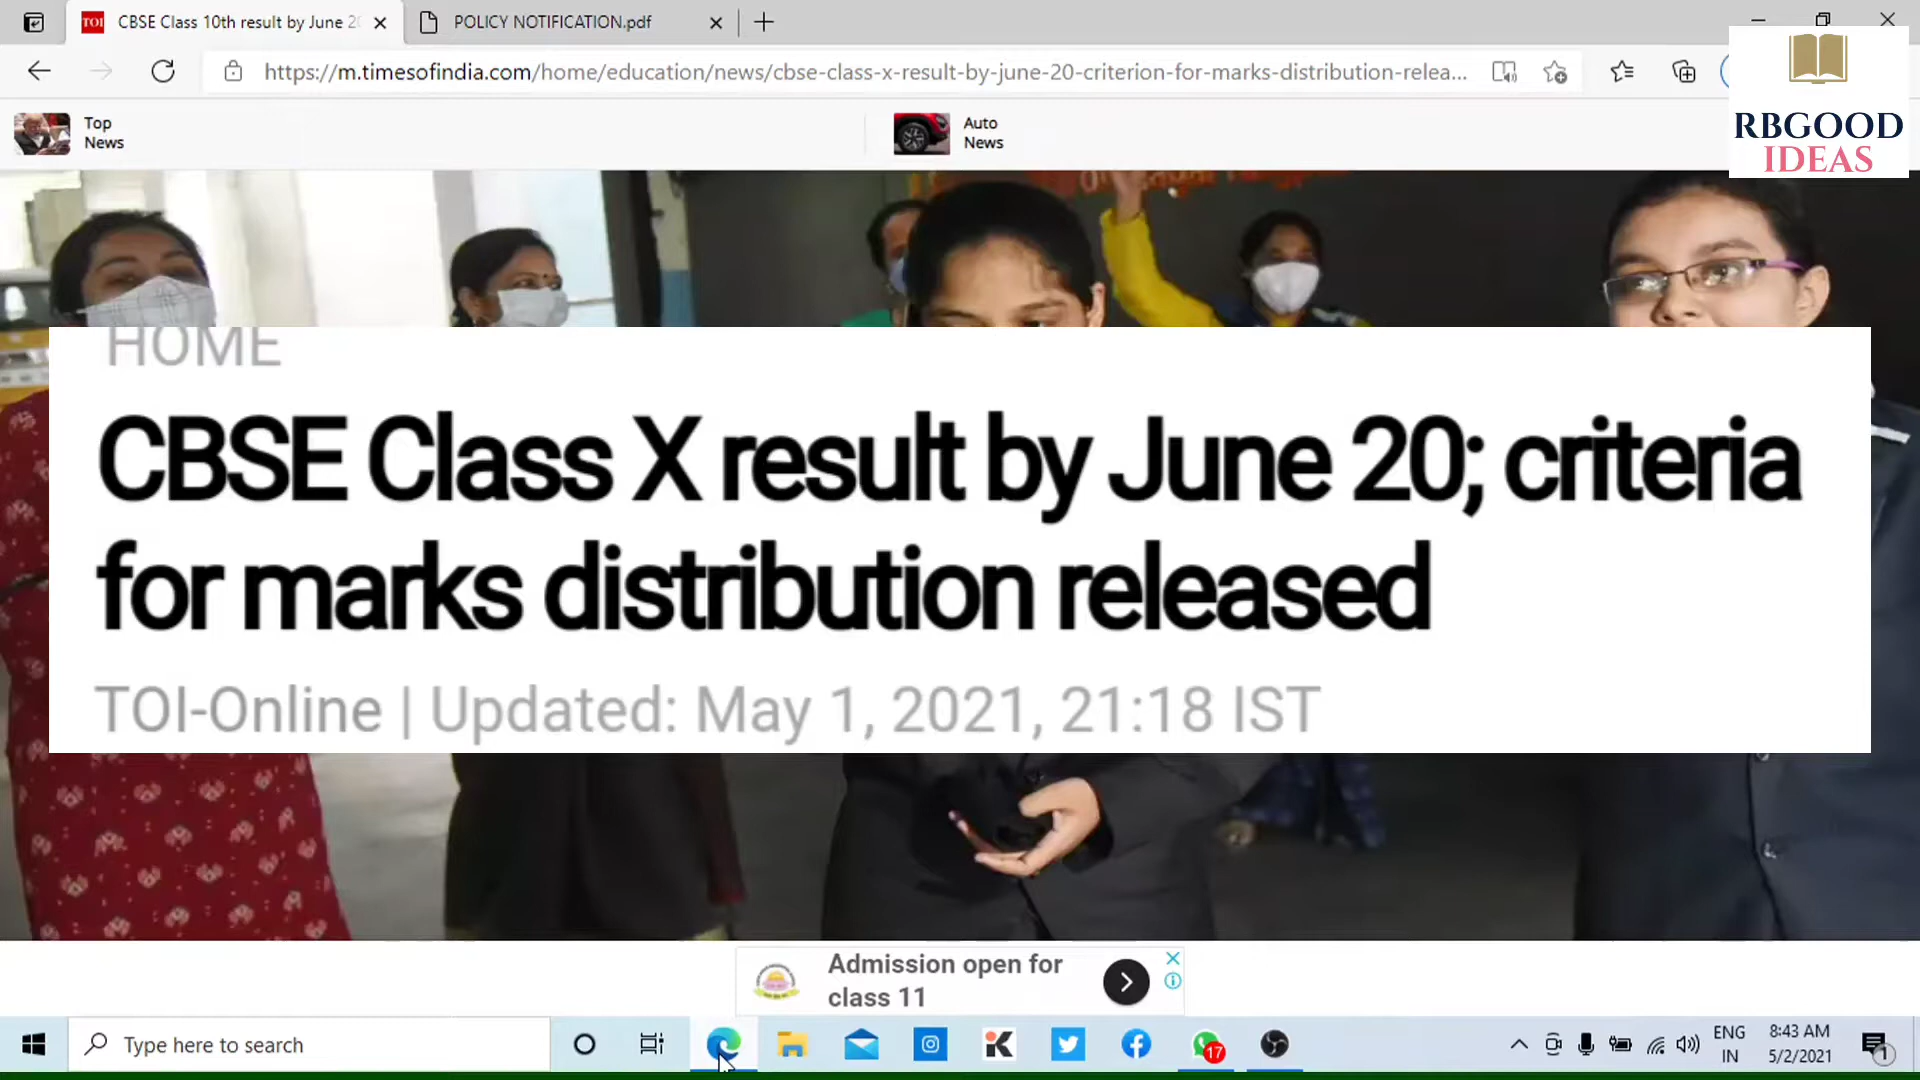 TOI CBSE Class 10th result by June 2
POLICY NOTIFICATION.pdf
https://m.timesofindia.com/home/education/news/cbse-class-x-result-by-june-20-criterion-for-marks-distribution-relea...
RBGOOD
IDEAS
Top
News
Auto
News
HOME
CBSE Class X result by June 20; criteria
for marks distribution released
TOI-Online | Updated: May 1, 2021, 21:18 IST
Admission open for
class 11
Type here to search
17
ENG
IN
8:43 AM
5/2/2021
1